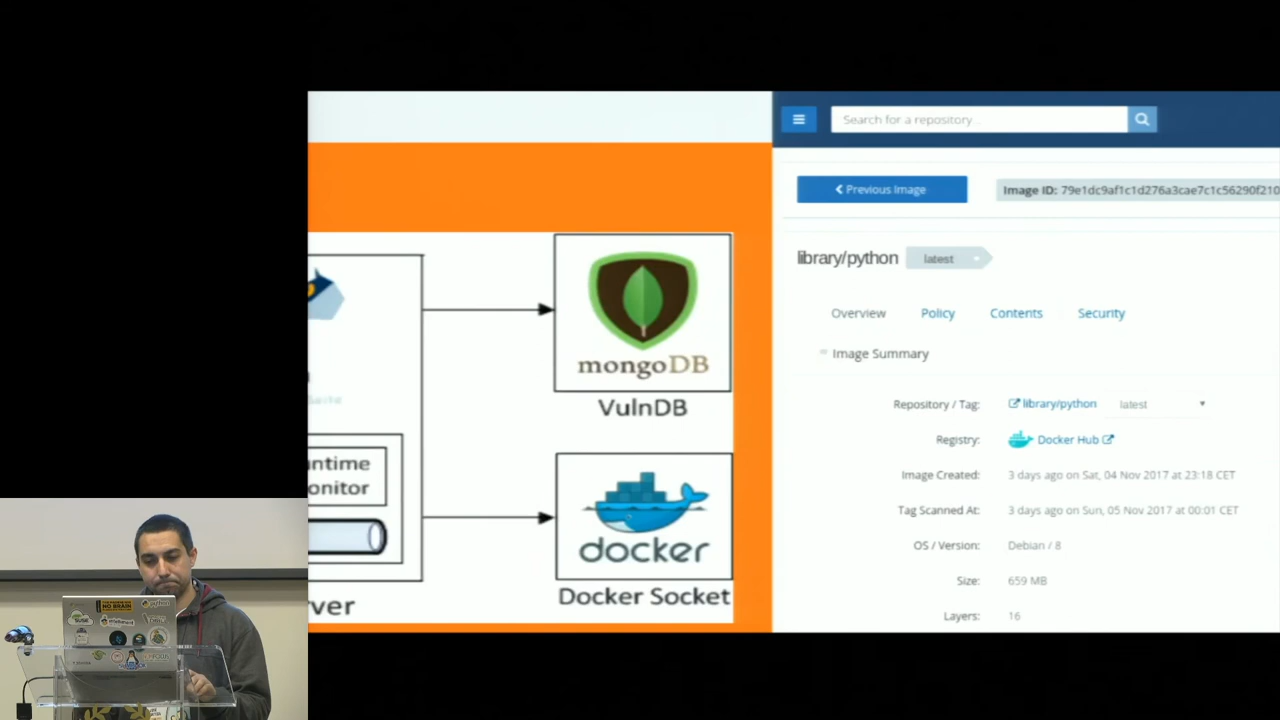 Search for a repository...
Previous Image
Image ID: 79e1dc9af1c1d276a3cae7c1c56290f210
library/python
latest
Overview
Policy
Contents
Security
Image Summary
Repository / Tag:
library/python
latest
Registry:
Docker Hub
Image Created:
3 days ago on Sat, 04 Nov 2017 at 23:18 CET
Tag Scanned At:
3 days ago on Sun, 05 Nov 2017 at 00:01 CET
OS / Version:
Debian / 8
Size:
659 MB
Layers:
16
mongoDB
VulnDB
ntime
onitor
docker
Docker Socket
ver
NO BRAIN
python